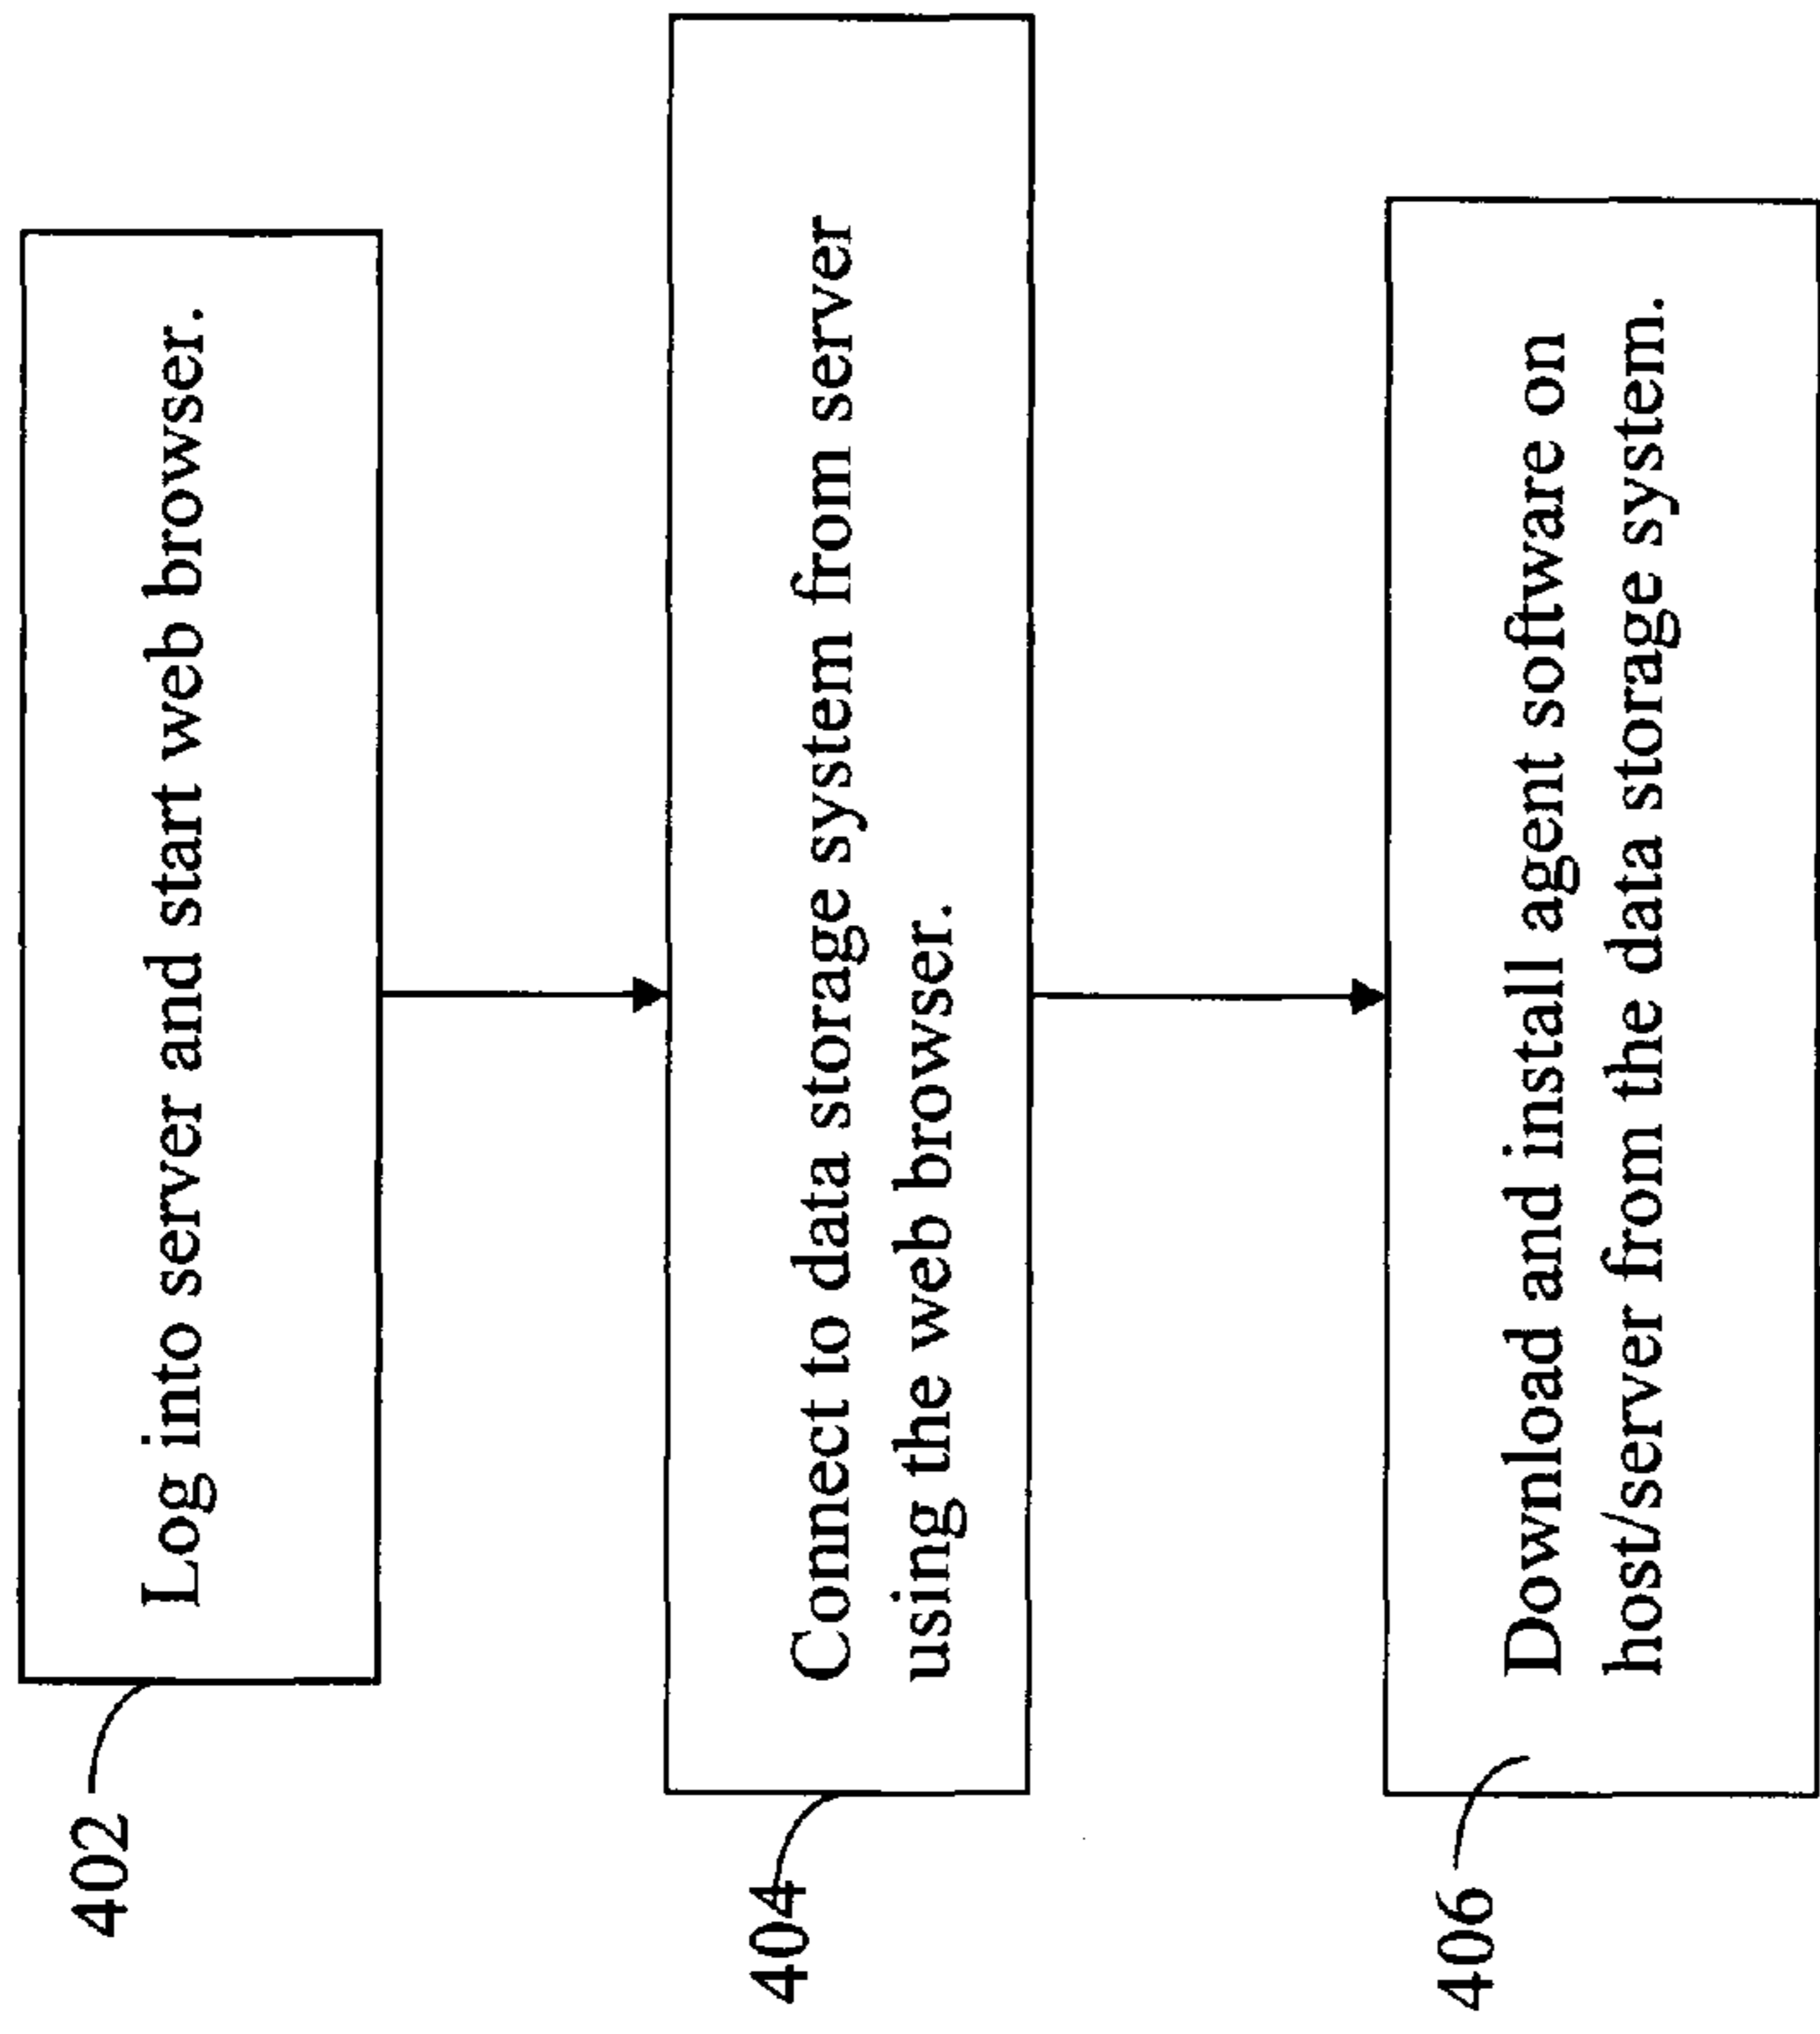 402
Log into server and start web browser.
404
Connect to data storage system from server
using the web browser.
406
Download and install agent software on
host/server from the data storage system.